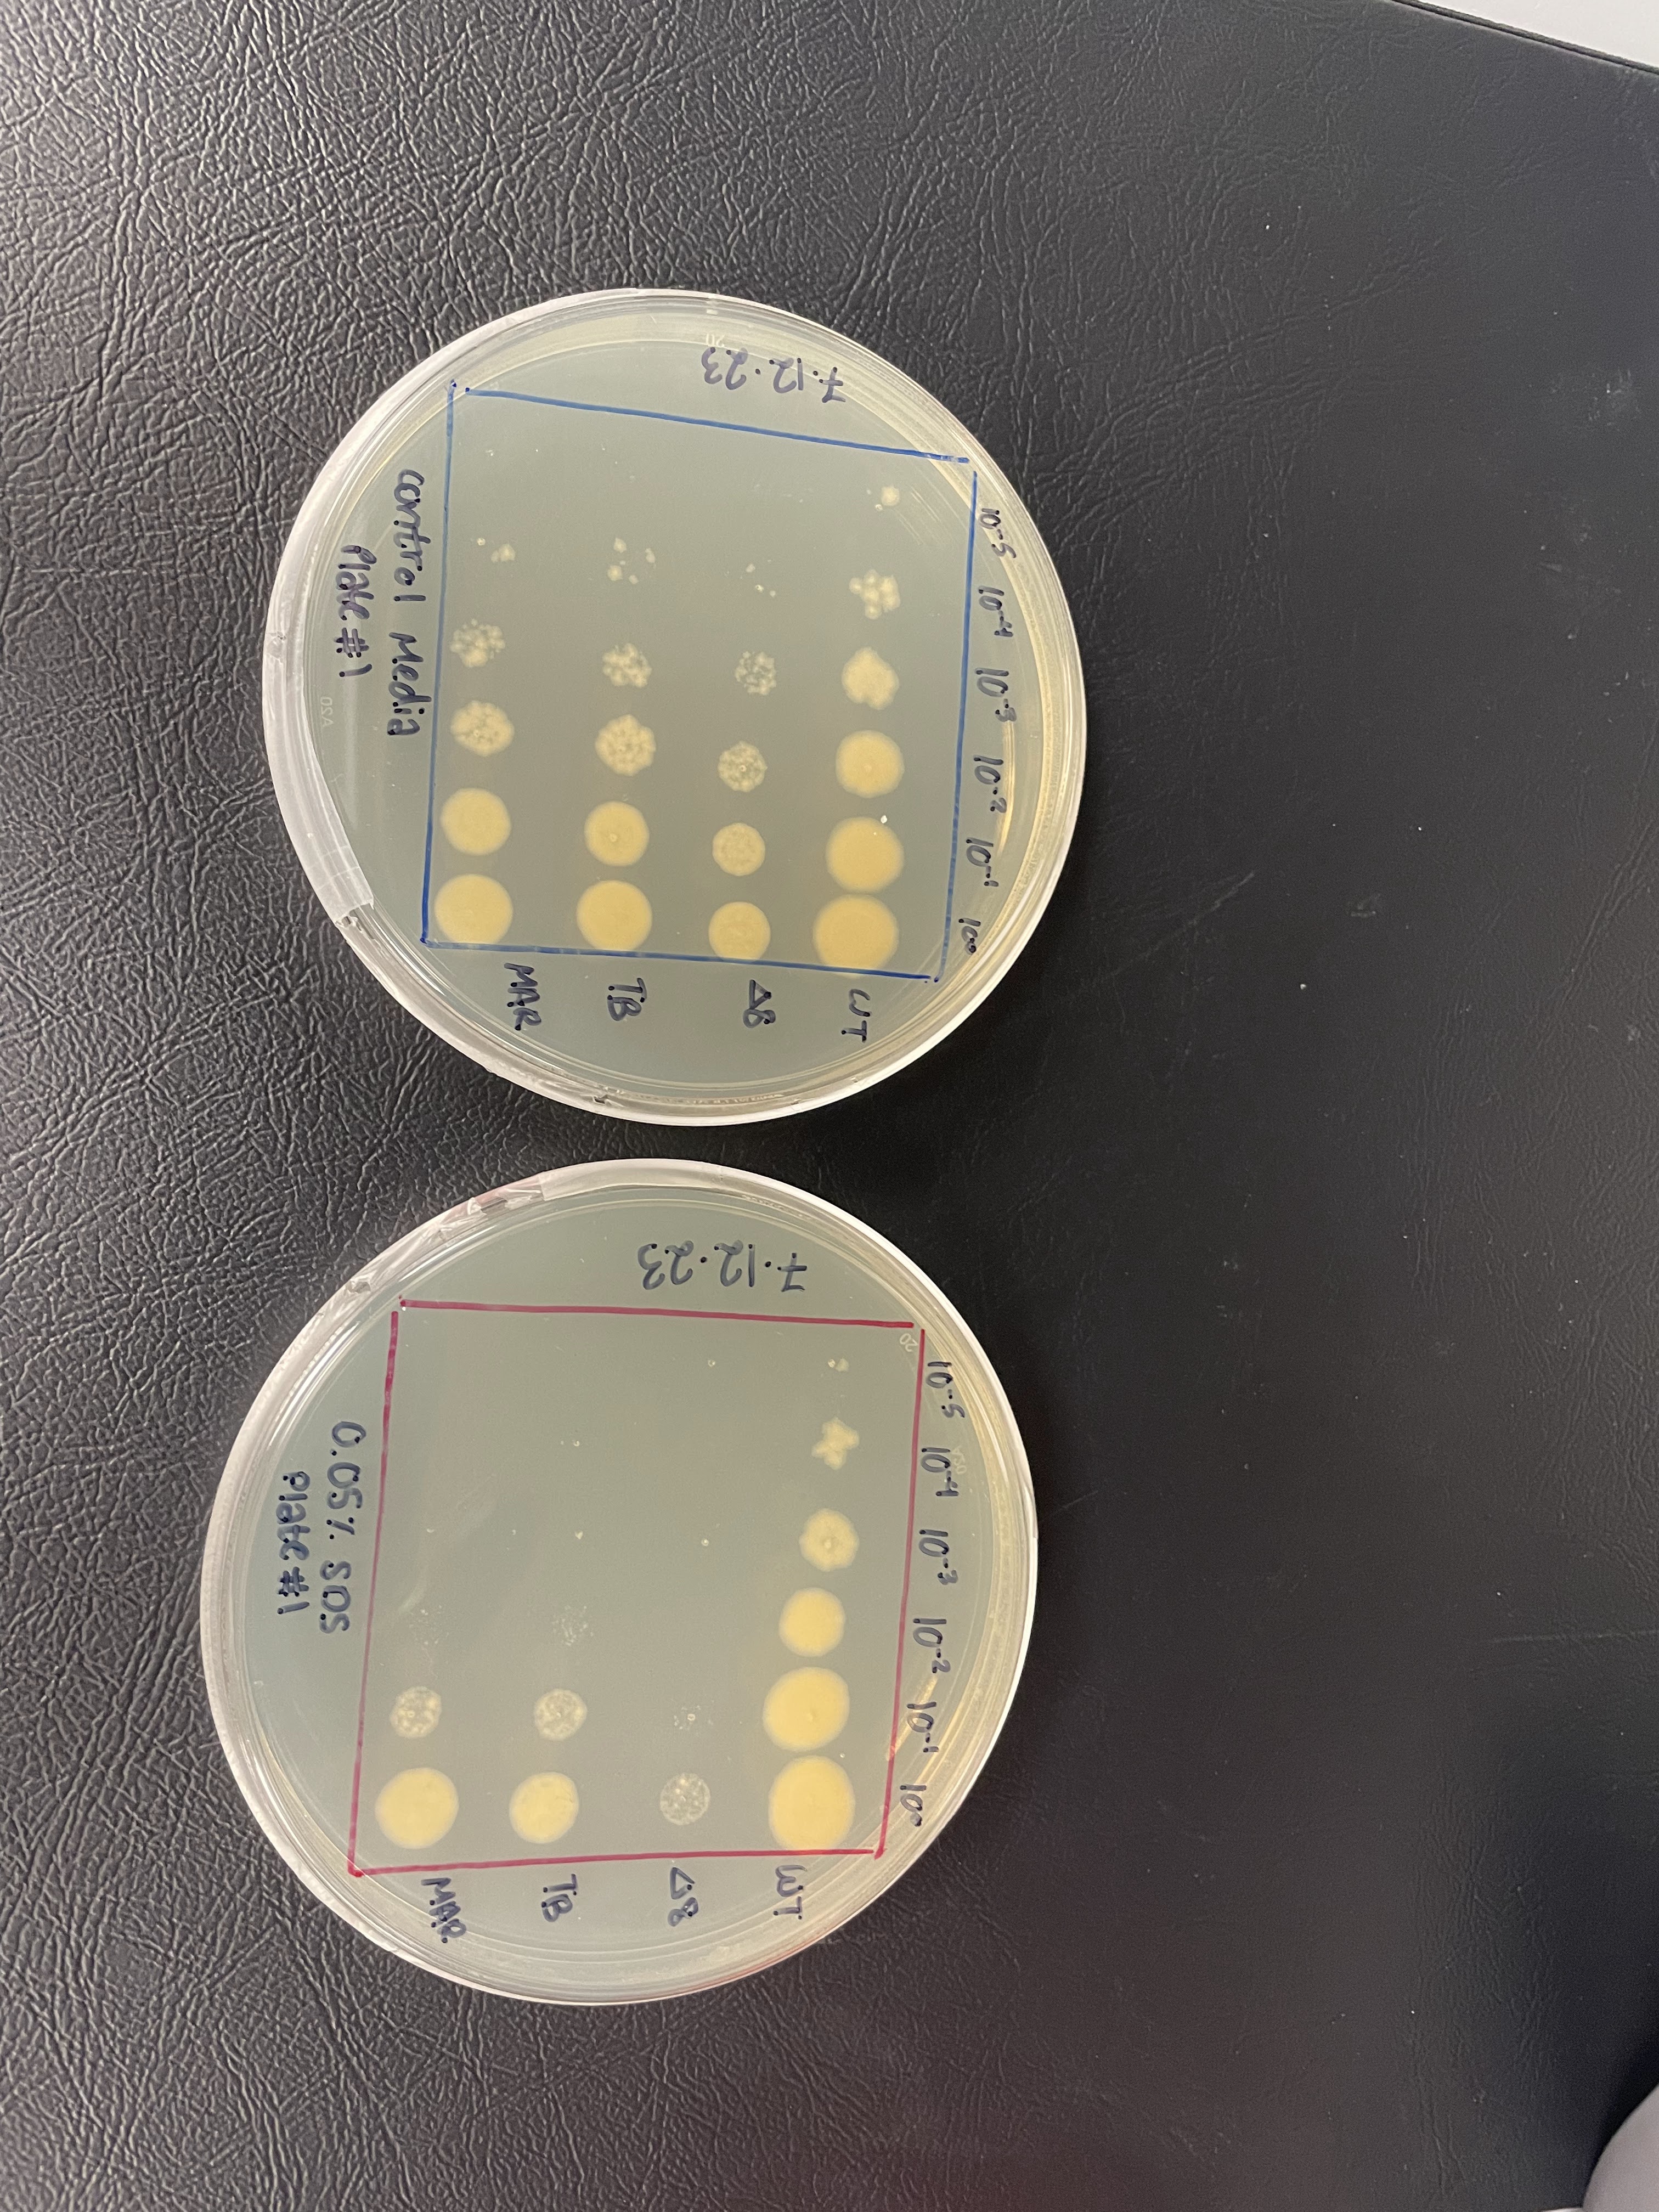 7.12.23
10⁻⁵ 10⁻⁴ 10⁻³ 10⁻² 10⁻¹ 10⁰
WT
Δ8
TB
MAR
Control Media
Plate #1
7.12.23
10⁻⁵ 10⁻⁴ 10⁻³ 10⁻² 10⁻¹ 10⁰
WT
Δ8
TB
MAR
0.05% SDS
Plate #1